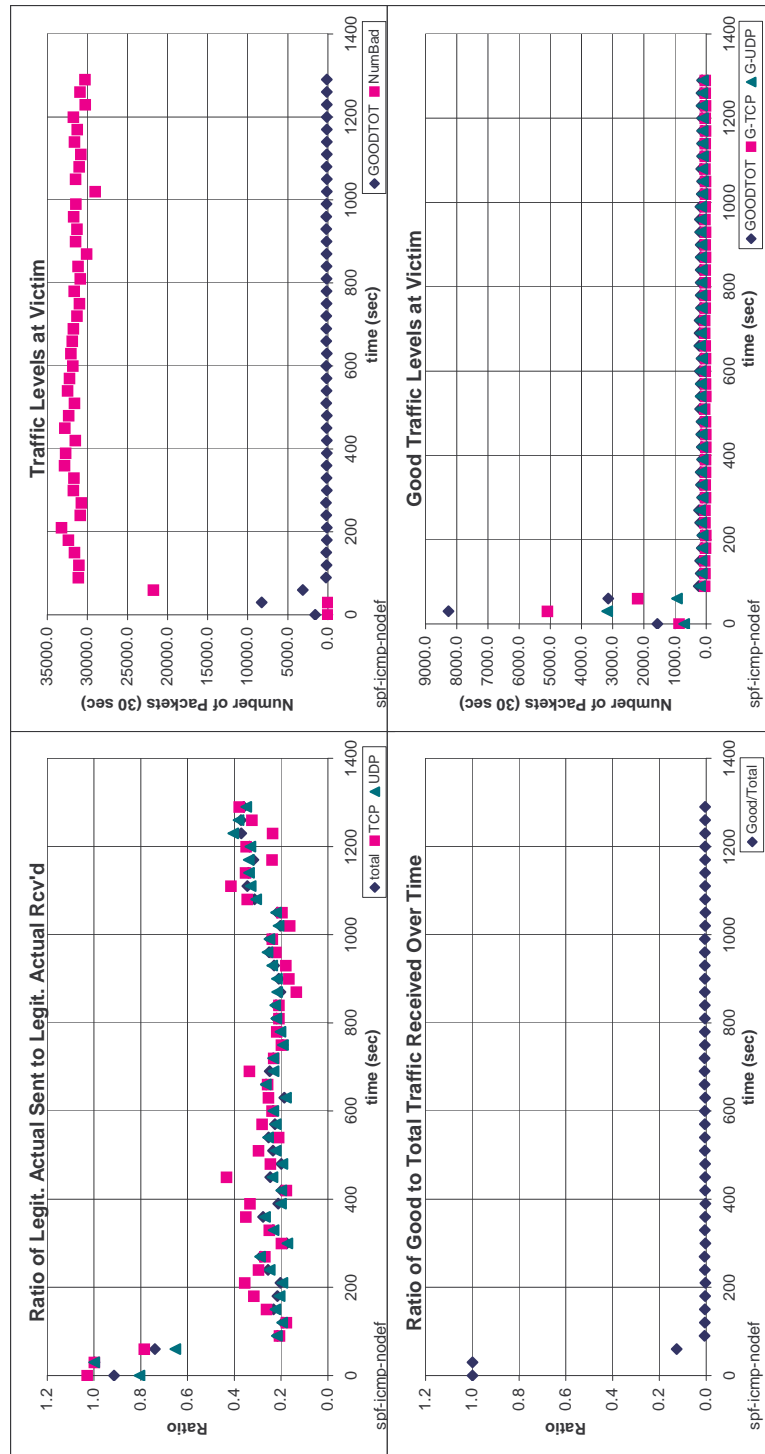 Ratio of Legit. Actual Sent to Legit. Actual Rcv'd
1.2
1.0
0.8
0.6
0.4
0.2
0.0
Ratio
0 200 400 600 800 1000 1200 1400
time (sec)
spf-icmp-nodef
total TCP UDP
Traffic Levels at Victim
35000.0
30000.0
25000.0
20000.0
15000.0
10000.0
5000.0
0.0
Number of Packets (30 sec)
0 200 400 600 800 1000 1200 1400
time (sec)
spf-icmp-nodef
GOODTOT NumBad
Ratio of Good to Total Traffic Received Over Time
1.2
1.0
0.8
0.6
0.4
0.2
0.0
Ratio
0 200 400 600 800 1000 1200 1400
time (sec)
spf-icmp-nodef
Good/Total
Good Traffic Levels at Victim
9000.0
8000.0
7000.0
6000.0
5000.0
4000.0
3000.0
2000.0
1000.0
0.0
Number of Packets (30 sec)
0 200 400 600 800 1000 1200 1400
time (sec)
spf-icmp-nodef
GOODTOT G-TCP G-UDP